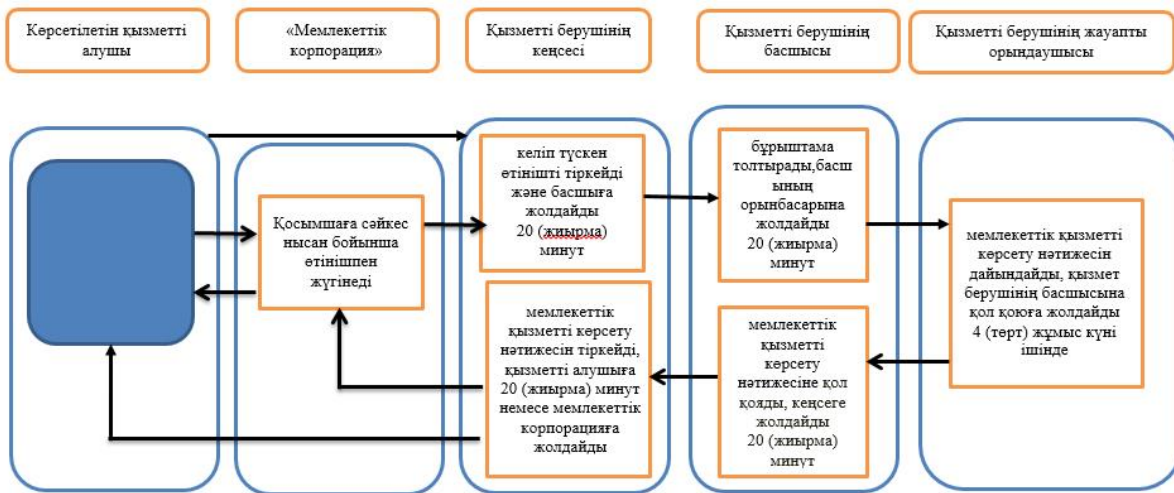 Көрсетілетін қызметті
алушы
«Мемлекеттік
корпорация»
Қызметті берушінің
кеңсесі
Қызметті берушінің
басшысы
Қызметті берушінің жауапты
орындаушысы
Қосымшаға сәйкес
нысан бойынша
өтінішпен
жүгінеді
келіп түскен
өтінішті тіркейді
және басшыға
жолдайды
20 (жиырма)
минут
бұрыштама
толтырады,басш
ының
орынбасарына
жолдайды
20 (жиырма)
минут
мемлекеттік қызметті
көрсету нәтижесін
дайындайды, қызмет
берушінің басшысына
қол қоюға жолдайды
4 (төрт) жұмыс күні
ішінде
мемлекеттік
қызметті көрсету
нәтижесін тіркейді,
қызметті алушыға
20 (жиырма) минут
немесе мемлекеттік
корпорацияға
жолдайды
мемлекеттік
қызметті
көрсету
нәтижесіне қол
қояды, кеңсеге
жолдайды
20 (жиырма)
минут